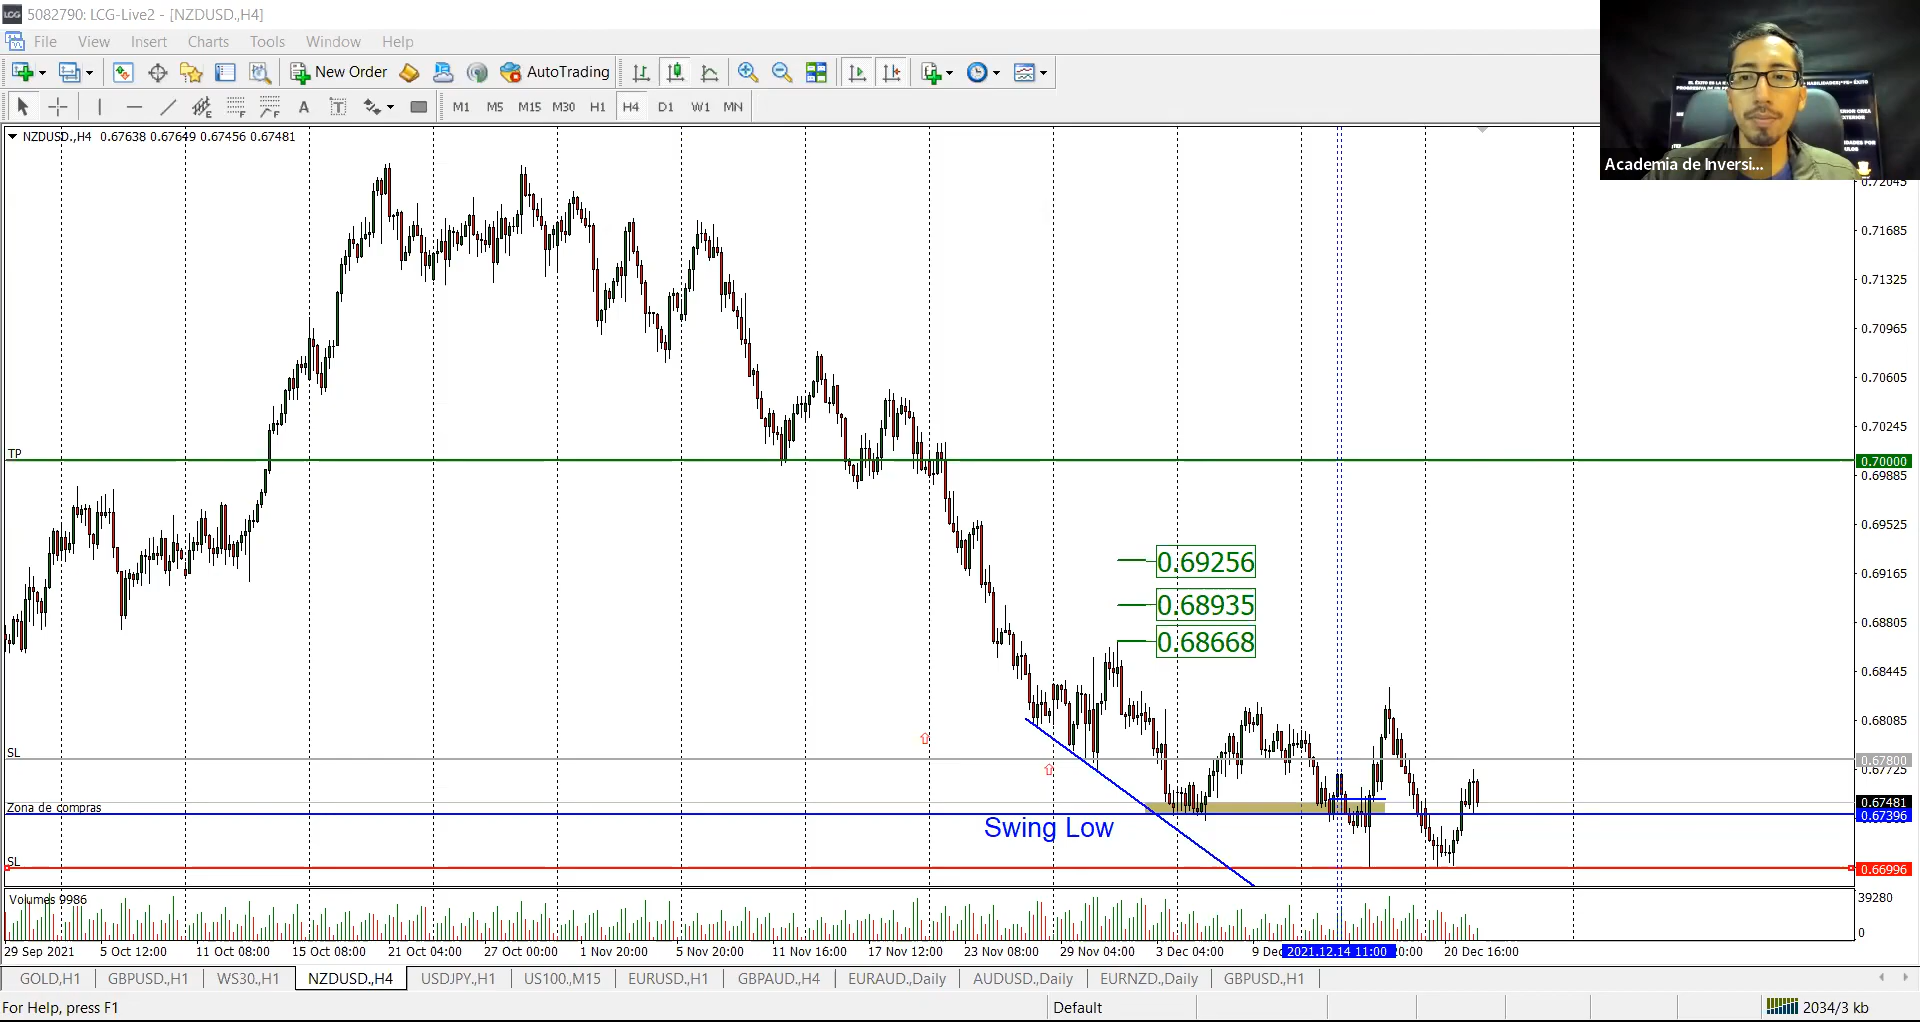 5082790: LCG-Live2 - [NZDUSD.,H4]
File View Insert Charts Tools Window Help
New Order AutoTrading
M1 M5 M15 M30 H1 H4 D1 W1 MN
NZDUSD.,H4 0.67638 0.67649 0.67456 0.67481
Academia de Inversi...
0.72045
0.71685
0.71325
0.70965
0.70605
0.70245
TP
0.70000
0.69885
0.69525
0.69256
0.69165
0.68935
0.68805
0.68668
0.68445
0.68085
SL
0.67800
0.67725
Zona de compras
0.67481
0.67396
Swing Low
SL
0.66996
Volumes 9986
39280
0
29 Sep 2021 5 Oct 12:00 11 Oct 08:00 15 Oct 08:00 21 Oct 04:00 27 Oct 00:00 1 Nov 20:00 5 Nov 20:00 11 Nov 16:00 17 Nov 12:00 23 Nov 08:00 29 Nov 04:00 3 Dec 04:00 9 Dec 2021.12.14 11:00 20:00 20 Dec 16:00
GOLD,H1 GBPUSD.,H1 WS30.,H1 NZDUSD.,H4 USDJPY.,H1 US100.,M15 EURUSD.,H1 GBPAUD.,H4 EURAUD.,Daily AUDUSD.,Daily EURNZD.,Daily GBPUSD.,H1
For Help, press F1 Default 2034/3 kb